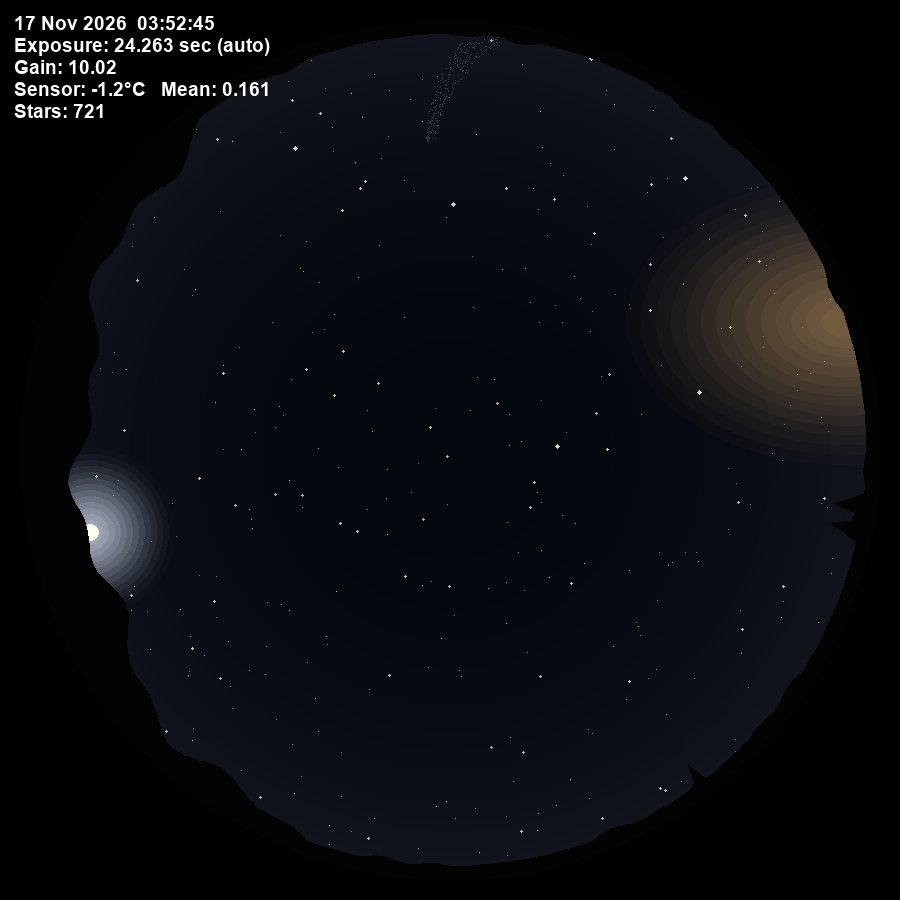 17 Nov 2026  03:52:45
Exposure: 24.263 sec (auto)
Gain: 10.02
Sensor: -1.2°C   Mean: 0.161
Stars: 721